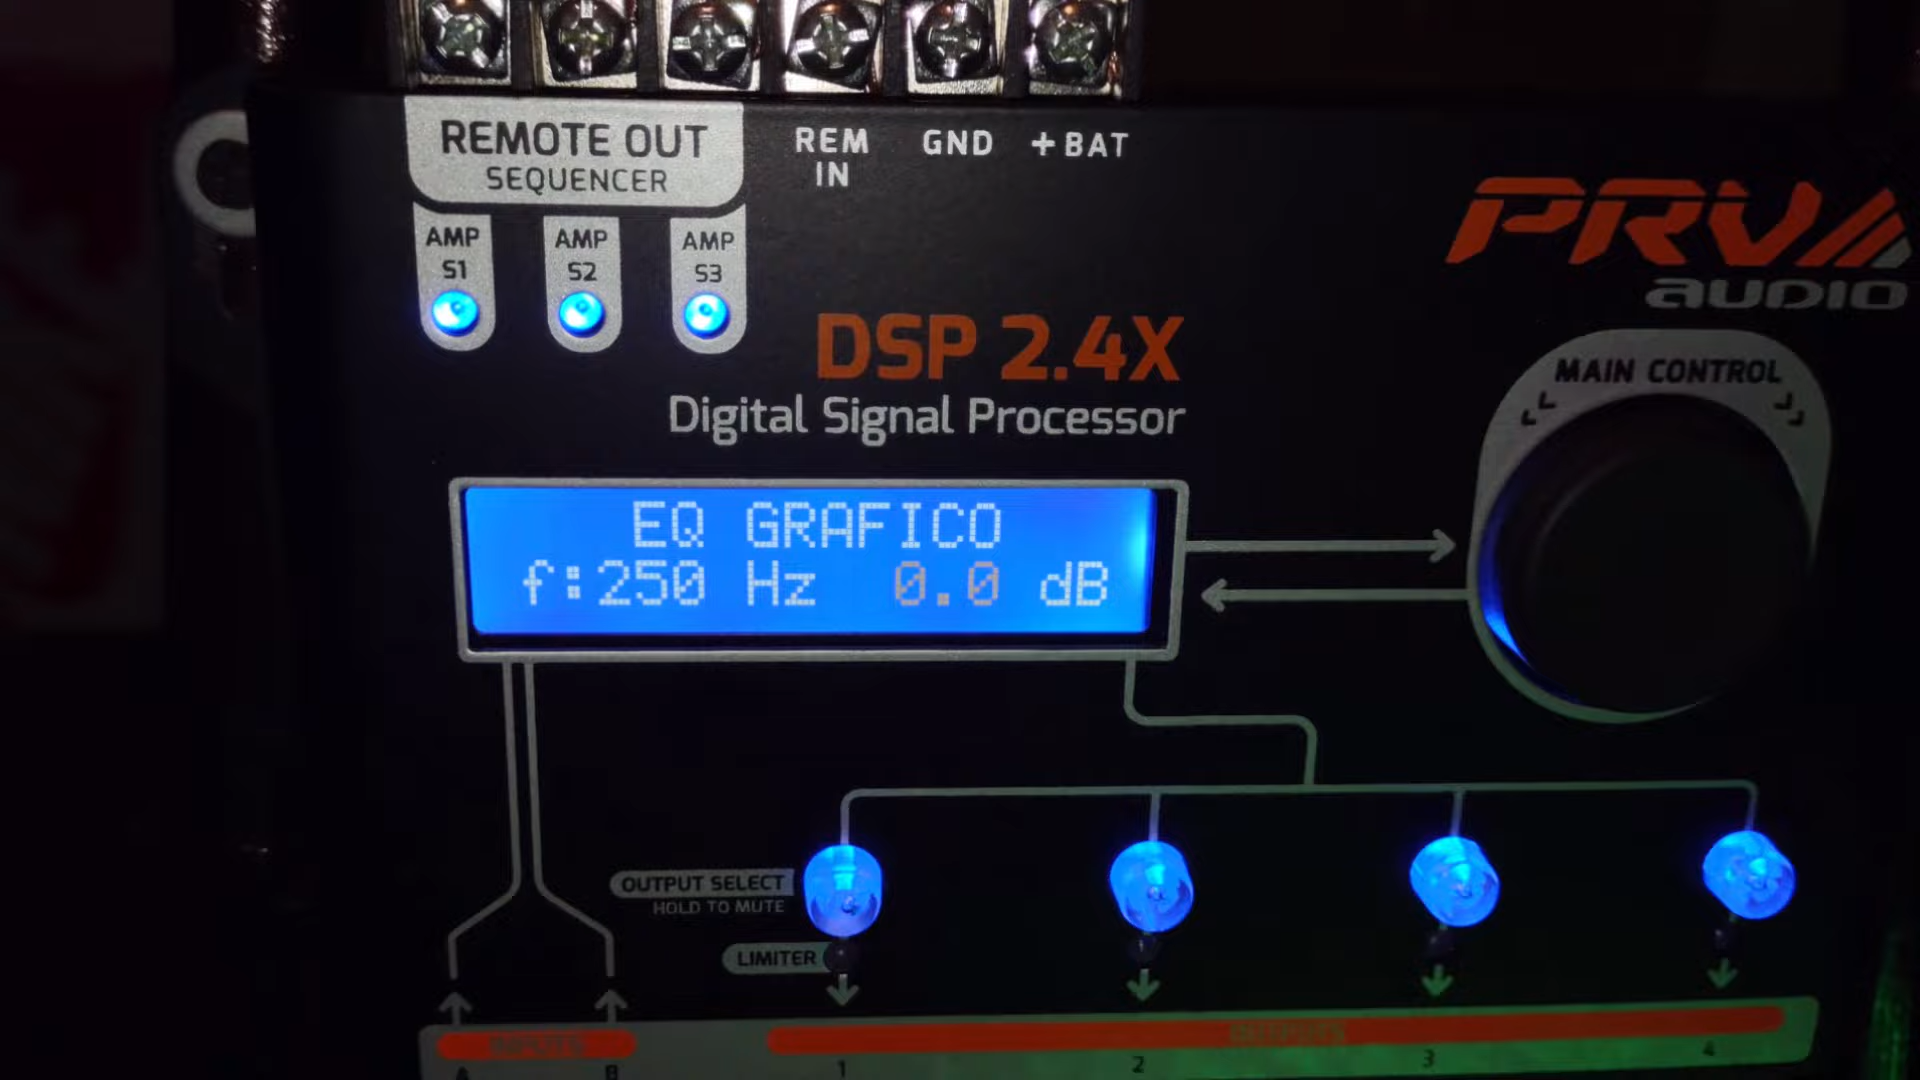 REMOTE OUT
SEQUENCER
REM IN
GND
+BAT
AMP S1
AMP S2
AMP S3
PRV
AUDIO
DSP 2.4X
Digital Signal Processor
MAIN CONTROL
EQ GRAFICO
f:250 Hz 0.0 dB
OUTPUT SELECT
HOLD TO MUTE
LIMITER
INPUTS
OUTPUTS
A
B
1
2
3
4